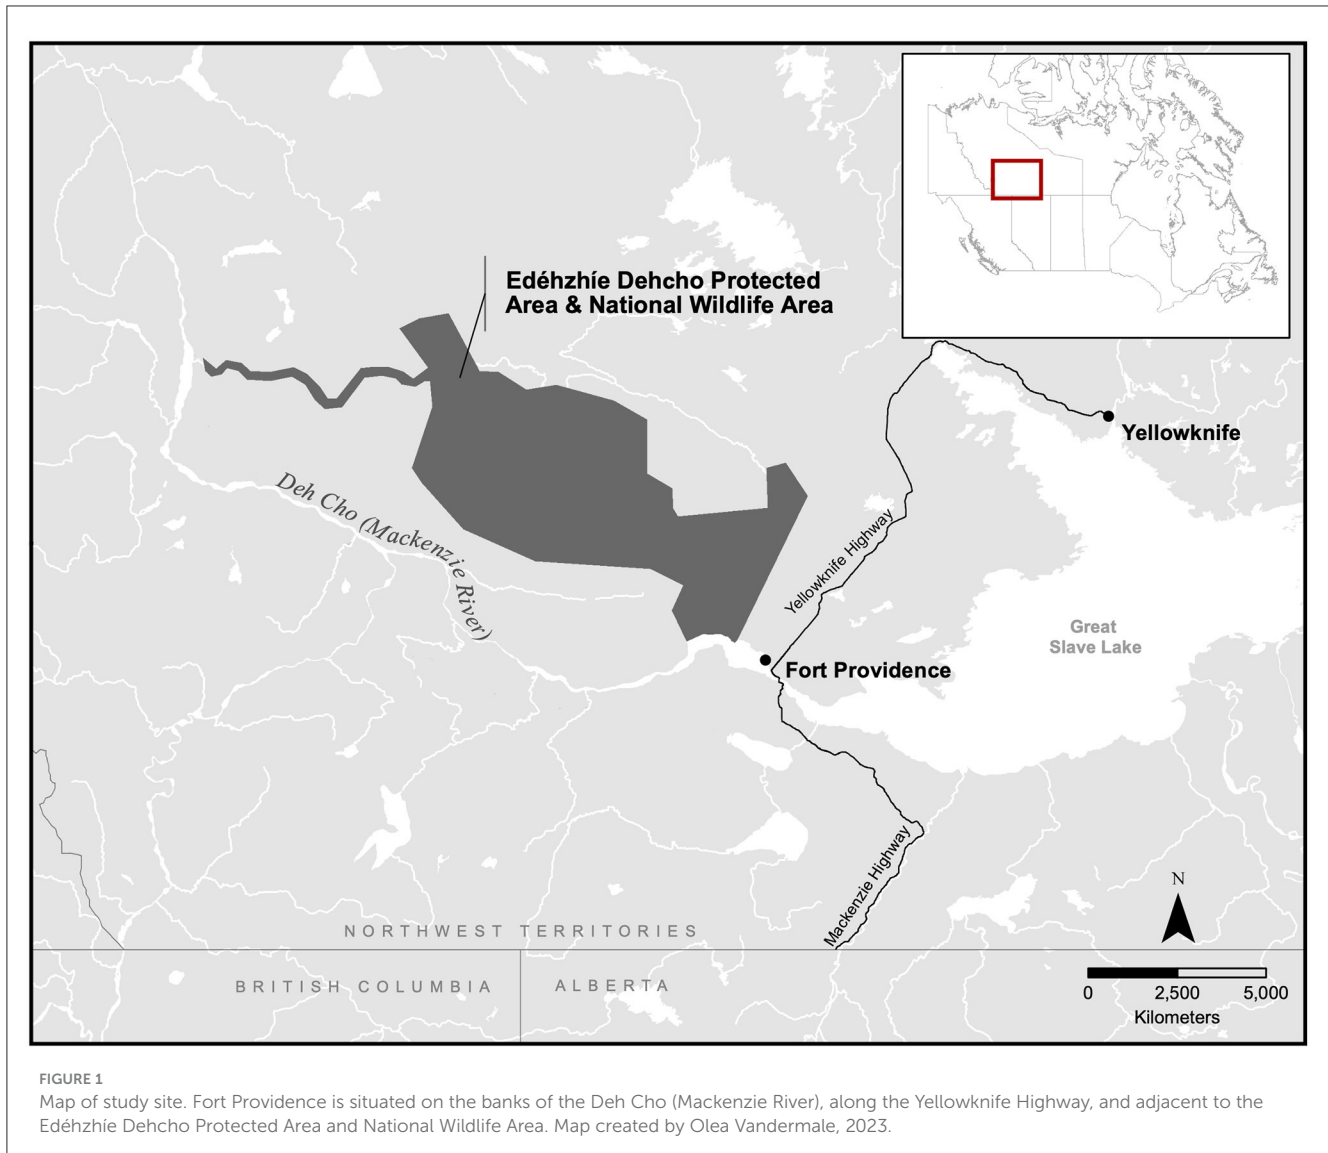 Edéhzhíe Dehcho Protected
Area & National Wildlife Area
Yellowknife
Deh Cho (Mackenzie River)
Yellowknife Highway
Great
Slave Lake
Fort Providence
Mackenzie Highway
N
NORTHWEST TERRITORIES
BRITISH COLUMBIA
ALBERTA
0 2,500 5,000
Kilometers
FIGURE 1
Map of study site. Fort Providence is situated on the banks of the Deh Cho (Mackenzie River), along the Yellowknife Highway, and adjacent to the
Edéhzhíe Dehcho Protected Area and National Wildlife Area. Map created by Olea Vandermale, 2023.